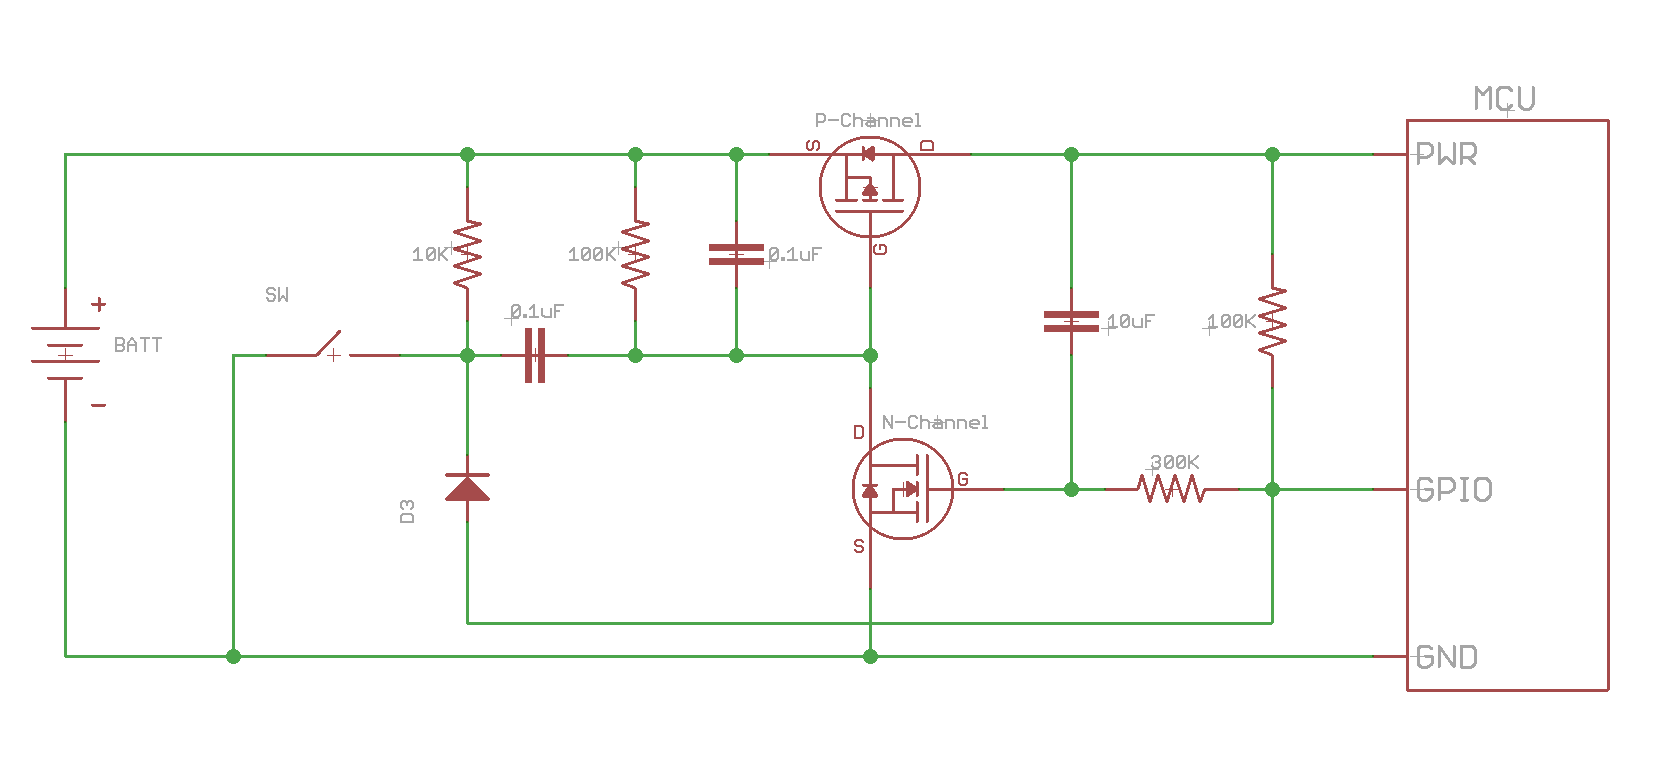 MCU
P-Channel
S
D
PWR
10K
100K
0.1uF
G
+
SW
0.1uF
10uF
100K
BATT
-
N-Channel
D
300K
G
GPIO
D3
S
GND